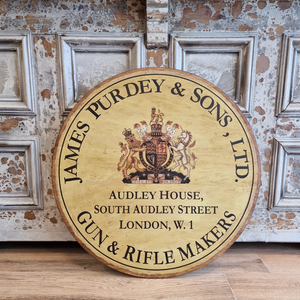 JAMES PURDEY & SONS, LTD.
AUDLEY HOUSE,
SOUTH AUDLEY STREET
LONDON, W. 1
GUN & RIFLE MAKERS